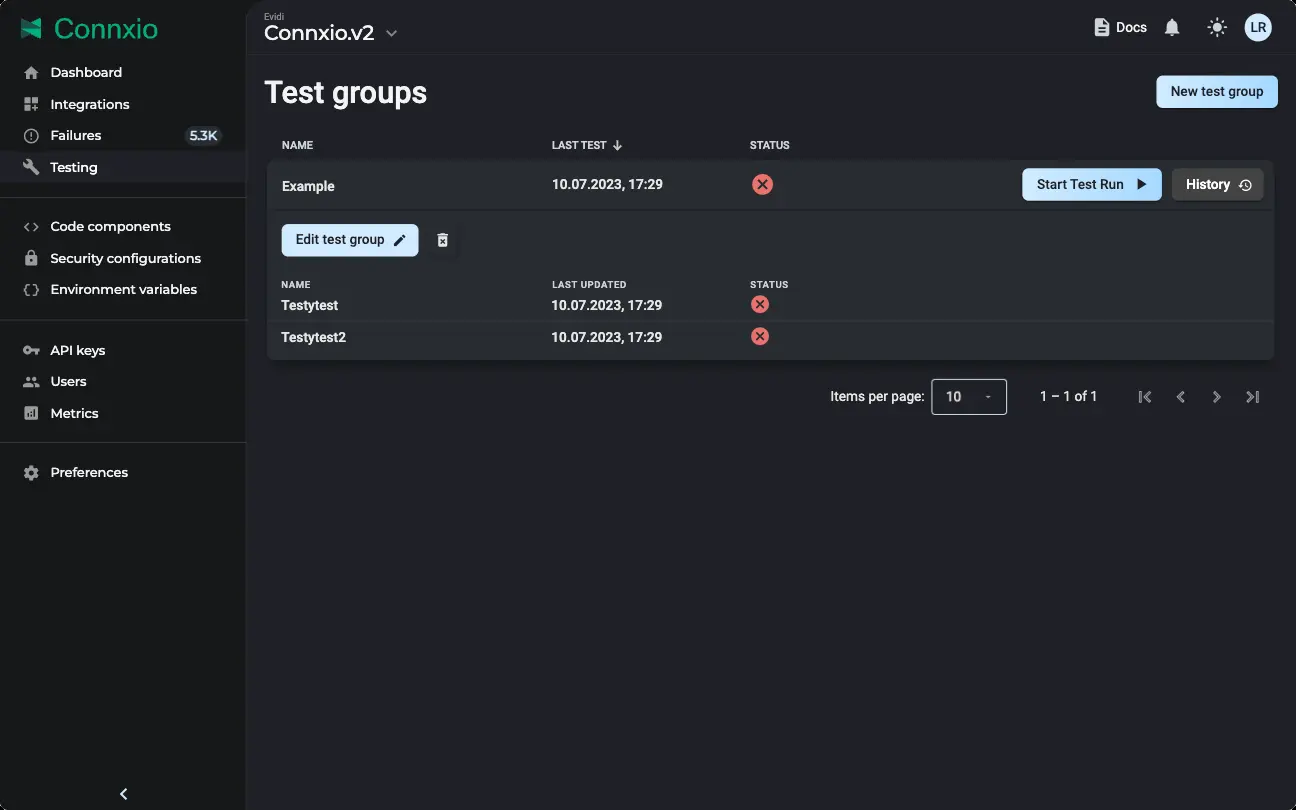 Connxio
Dashboard
Integrations
Failures 5.3K
Testing
Code components
Security configurations
Environment variables
API keys
Users
Metrics
Preferences
Evidi
Connxio.v2
Docs
LR
Test groups
New test group
NAME LAST TEST STATUS
Example 10.07.2023, 17:29 Start Test Run History
Edit test group
NAME LAST UPDATED STATUS
Testytest 10.07.2023, 17:29
Testytest2 10.07.2023, 17:29
Items per page: 10 1 – 1 of 1